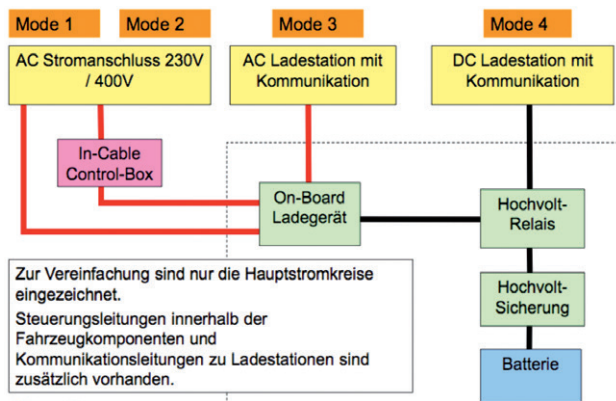 Mode 1
Mode 2
Mode 3
Mode 4
AC Stromanschluss 230V
/ 400V
AC Ladestation mit
Kommunikation
DC Ladestation mit
Kommunikation
In-Cable
Control-Box
On-Board
Ladegerät
Hochvolt-
Relais
Hochvolt-
Sicherung
Batterie
Zur Vereinfachung sind nur die Hauptstromkreise
eingezeichnet.
Steuerungsleitungen innerhalb der
Fahrzeugkomponenten und
Kommunikationsleitungen zu Ladestationen sind
zusätzlich vorhanden.